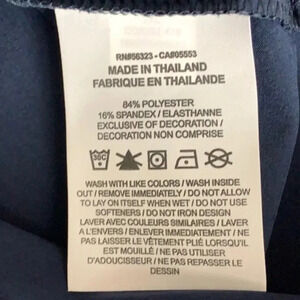 RN#56323 - CA#05553
MADE IN THAILAND
FABRIQUE EN THAILANDE
84% POLYESTER
16% SPANDEX / ELASTHANNE
EXCLUSIVE OF DECORATION /
DECORATION NON COMPRISE
30C
WASH WITH LIKE COLORS / WASH INSIDE
OUT / REMOVE IMMEDIATELY / DO NOT ALLOW
TO LAY ON ITSELF WHEN WET / DO NOT USE
SOFTENERS / DO NOT IRON DESIGN
LAVER AVEC COULEURS SIMILAIRES / LAVER
A L'ENVERS / ENLEVER IMMEDIATEMENT / NE
PAS LAISSER LE VÊTEMENT PLIÉ LORSQU'IL
EST MOUILLÉ / NE PAS UTILISER
D'ADOUCISSEUR / NE PAS REPASSER LE
DESSIN